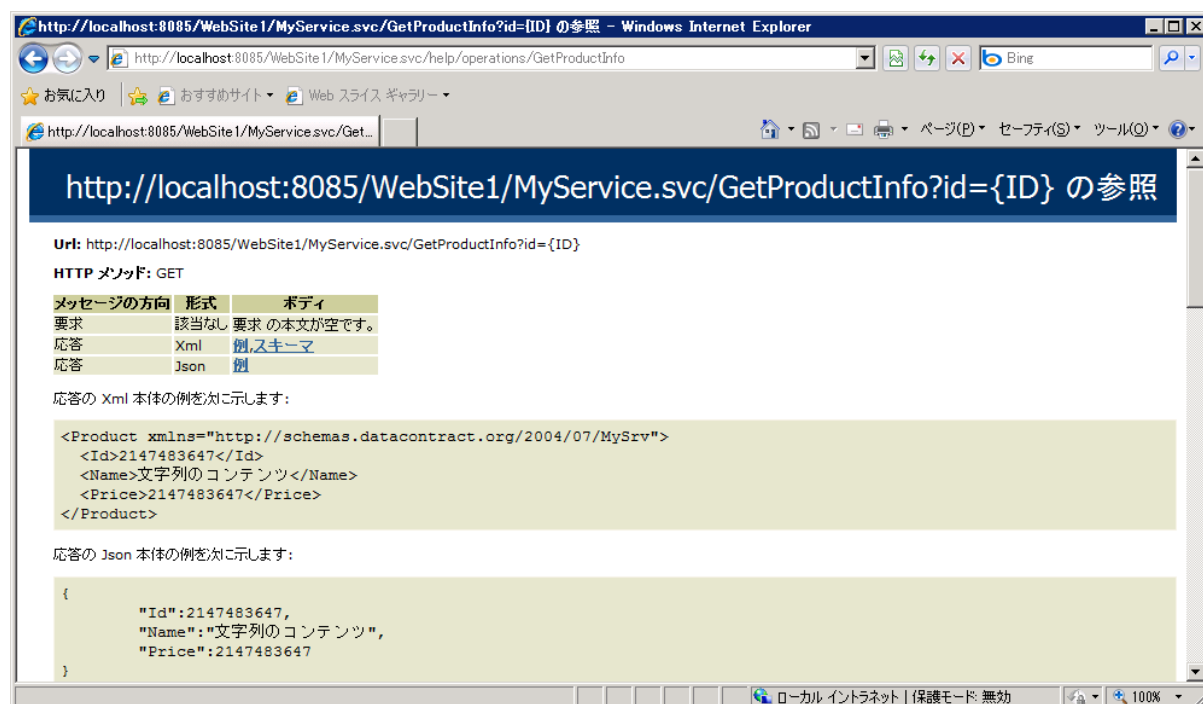 http://localhost:8085/WebSite1/MyService.svc/GetProductInfo?id={ID} の参照 - Windows Internet Explorer
http://localhost:8085/WebSite1/MyService.svc/help/operations/GetProductInfo
Bing
お気に入り おすすめサイト Web スライス ギャラリー
http://localhost:8085/WebSite1/MyService.svc/Get... ページ(P) セーフティ(S) ツール(O)
http://localhost:8085/WebSite1/MyService.svc/GetProductInfo?id={ID} の参照
Url: http://localhost:8085/WebSite1/MyService.svc/GetProductInfo?id={ID}
HTTP メソッド: GET
メッセージの方向 形式 ボディ
要求 該当なし 要求 の本文が空です。
応答 Xml 例,スキーマ
応答 Json 例
応答の Xml 本体の例を次に示します:
<Product xmlns="http://schemas.datacontract.org/2004/07/MySrv">
<Id>2147483647</Id>
<Name>文字列のコンテンツ</Name>
<Price>2147483647</Price>
</Product>
応答の Json 本体の例を次に示します:
{
"Id":2147483647,
"Name":"文字列のコンテンツ",
"Price":2147483647
}
ローカル イントラネット | 保護モード: 無効 100%